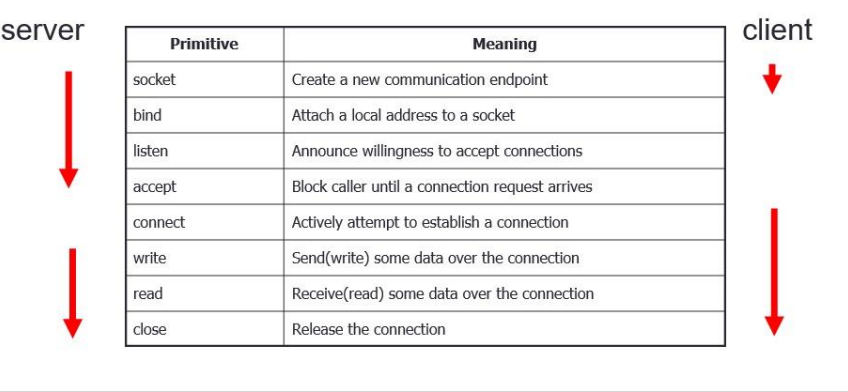 server
client
Primitive Meaning
socket Create a new communication endpoint
bind Attach a local address to a socket
listen Announce willingness to accept connections
accept Block caller until a connection request arrives
connect Actively attempt to establish a connection
write Send(write) some data over the connection
read Receive(read) some data over the connection
close Release the connection